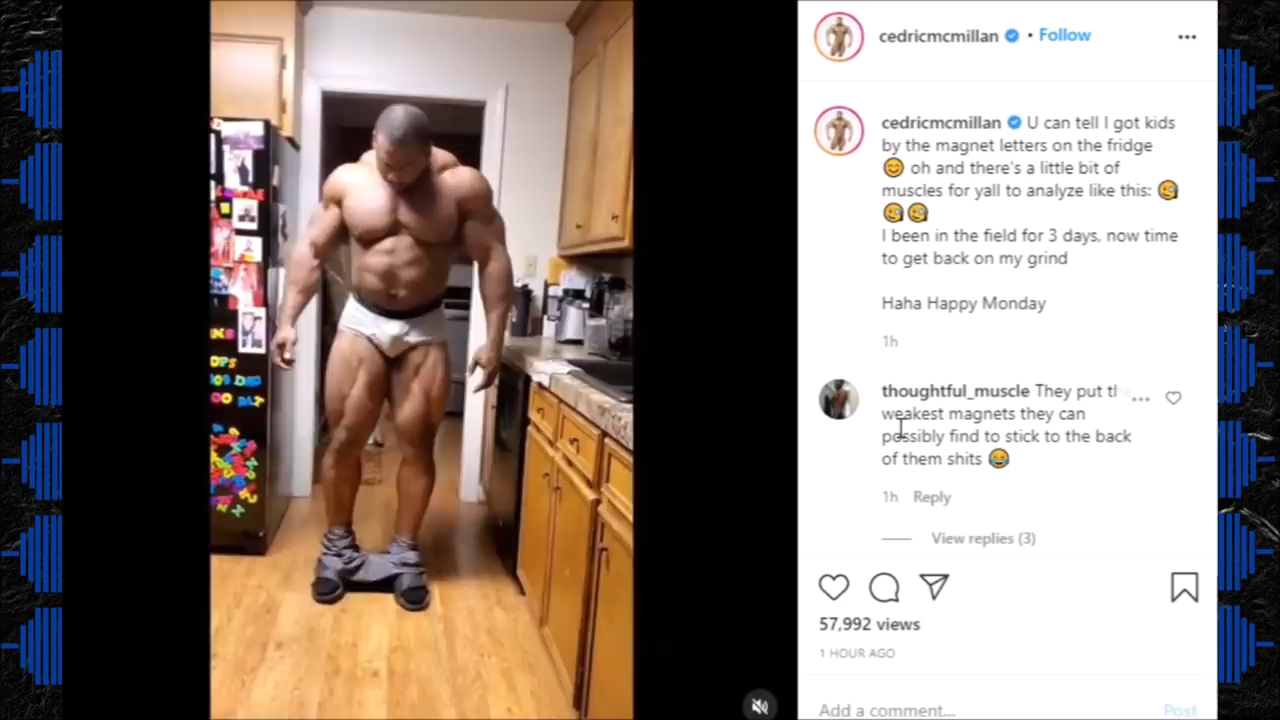 cedricmcmillan • Follow
cedricmcmillan U can tell I got kids
by the magnet letters on the fridge
😊 oh and there's a little bit of
muscles for yall to analyze like this: 🧐
🧐🧐
I been in the field for 3 days, now time
to get back on my grind
Haha Happy Monday
1h
thoughtful_muscle They put the
weakest magnets they can
possibly find to stick to the back
of them shits 😂
1h Reply
View replies (3)
57,992 views
1 HOUR AGO
Add a comment... Post